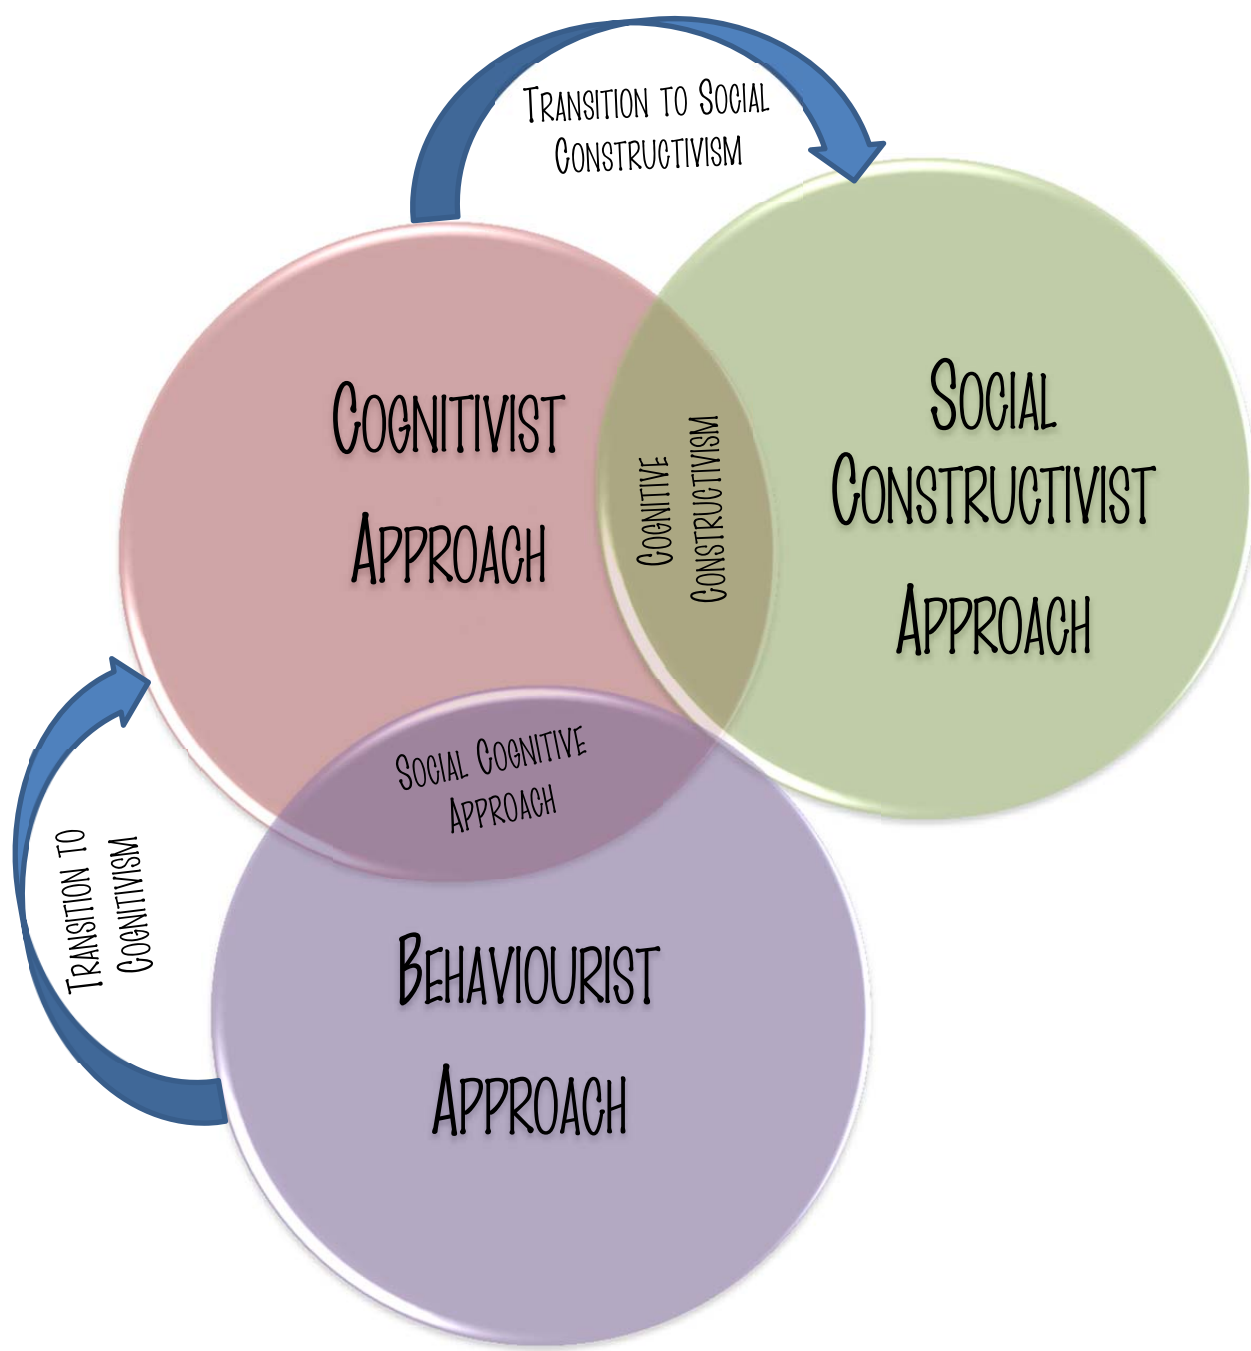 Transition to Social
Constructivism
Cognitivist
Approach
Cognitive
Constructivism
Social
Constructivist
Approach
Social Cognitive
Approach
Transition to
Cognitivism
Behaviourist
Approach